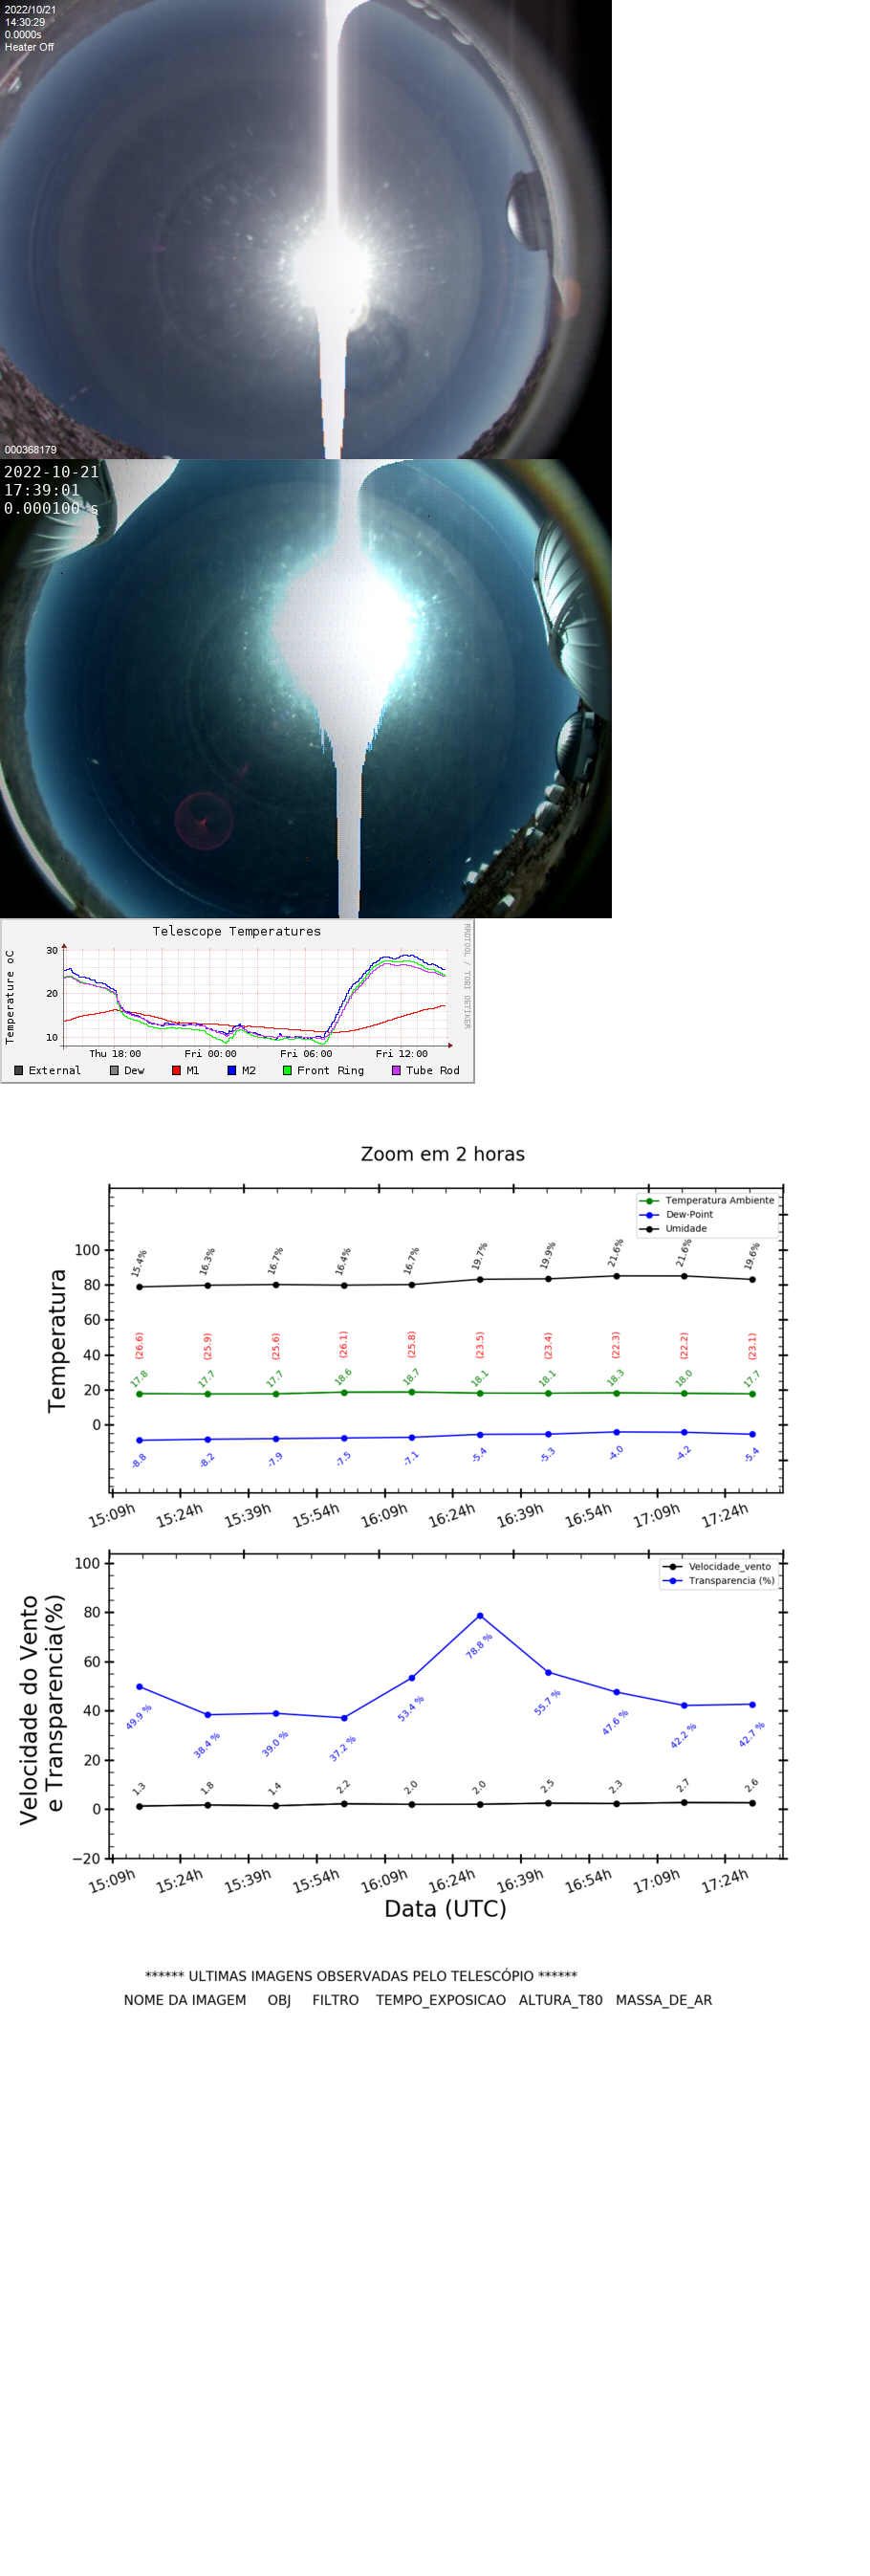 2022/10/21
14:30:29
0.0000s
Heater Off
000368179
2022-10-21
17:39:01
0.000100 s
Telescope Temperatures
RRDTOOL / TOBI OETIKER
Temperature oC
30
20
10
Thu 18:00 Fri 00:00 Fri 06:00 Fri 12:00
External Dew M1 M2 Front Ring Tube Rod
Zoom em 2 horas
Temperatura Ambiente
Dew-Point
Umidade
Temperatura
100
80
60
40
20
0
15.4% 16.3% 16.7% 16.4% 16.7% 19.7% 19.9% 21.6% 21.6% 19.6%
(26.6) (25.9) (25.6) (26.1) (25.8) (23.5) (23.4) (22.3) (22.2) (23.1)
17.8 17.7 17.7 18.6 18.7 18.1 18.1 18.3 18.0 17.7
-8.8 -8.2 -7.9 -7.5 -7.1 -5.4 -5.3 -4.0 -4.2 -5.4
15:09h 15:24h 15:39h 15:54h 16:09h 16:24h 16:39h 16:54h 17:09h 17:24h
Velocidade_vento
Transparencia (%)
Velocidade do Vento
e Transparencia(%)
100
80
60
40
20
0
−20
49.9 % 38.4 % 39.0 % 37.2 % 53.4 % 78.8 % 55.7 % 47.6 % 42.2 % 42.7 %
1.3 1.8 1.4 2.2 2.0 2.0 2.5 2.3 2.7 2.6
15:09h 15:24h 15:39h 15:54h 16:09h 16:24h 16:39h 16:54h 17:09h 17:24h
Data (UTC)
****** ULTIMAS IMAGENS OBSERVADAS PELO TELESCÓPIO ******
NOME DA IMAGEM OBJ FILTRO TEMPO_EXPOSICAO ALTURA_T80 MASSA_DE_AR